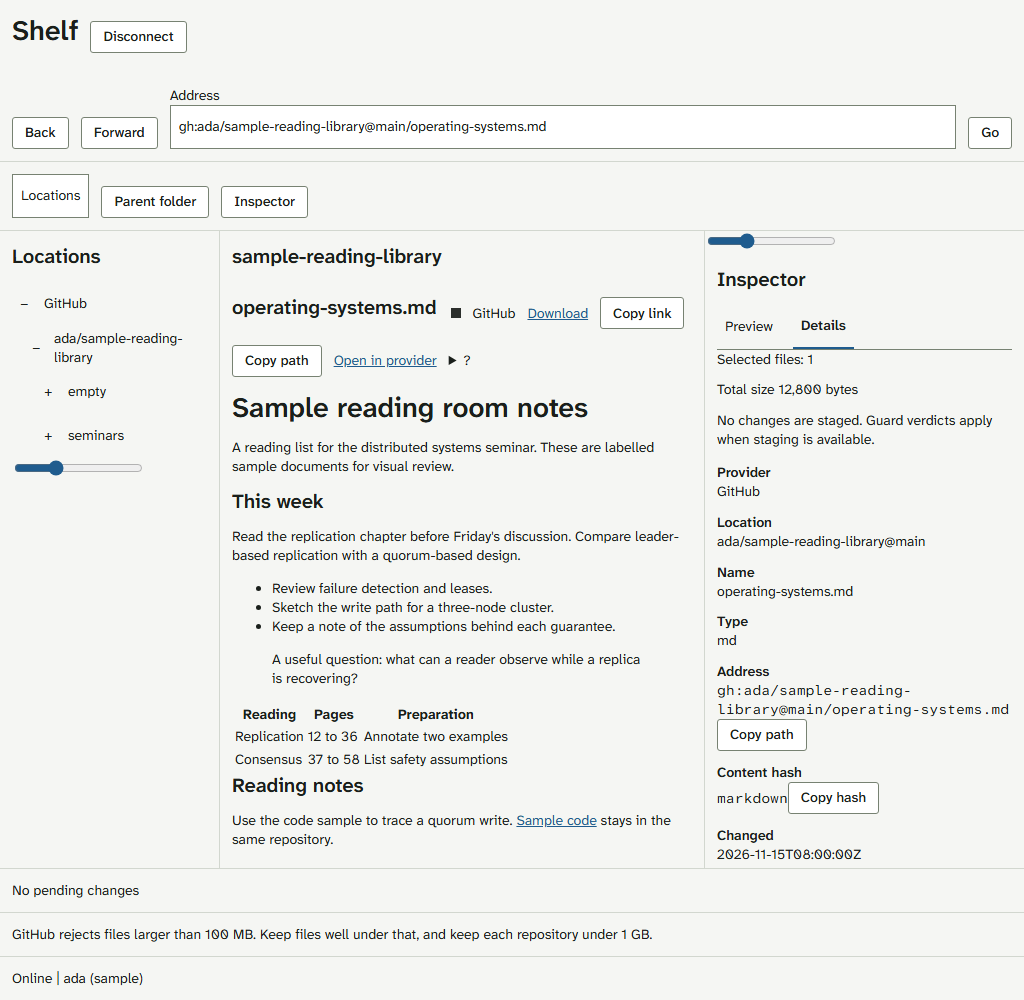 Shelf
Disconnect
Address
Back
Forward
gh:ada/sample-reading-library@main/operating-systems.md
Go
Locations
Parent folder
Inspector
Locations
– GitHub
– ada/sample-reading-
library
+ empty
+ seminars
sample-reading-library
operating-systems.md
GitHub
Download
Copy link
Copy path
Open in provider
?
Sample reading room notes
A reading list for the distributed systems seminar. These are labelled
sample documents for visual review.
This week
Read the replication chapter before Friday's discussion. Compare leader-
based replication with a quorum-based design.
• Review failure detection and leases.
• Sketch the write path for a three-node cluster.
• Keep a note of the assumptions behind each guarantee.
A useful question: what can a reader observe while a replica
is recovering?
Reading Pages Preparation
Replication 12 to 36 Annotate two examples
Consensus 37 to 58 List safety assumptions
Reading notes
Use the code sample to trace a quorum write. Sample code stays in the
same repository.
Inspector
Preview
Details
Selected files: 1
Total size 12,800 bytes
No changes are staged. Guard verdicts apply
when staging is available.
Provider
GitHub
Location
ada/sample-reading-library@main
Name
operating-systems.md
Type
md
Address
gh:ada/sample-reading-
library@main/operating-systems.md
Copy path
Content hash
markdown
Copy hash
Changed
2026-11-15T08:00:00Z
No pending changes
GitHub rejects files larger than 100 MB. Keep files well under that, and keep each repository under 1 GB.
Online | ada (sample)